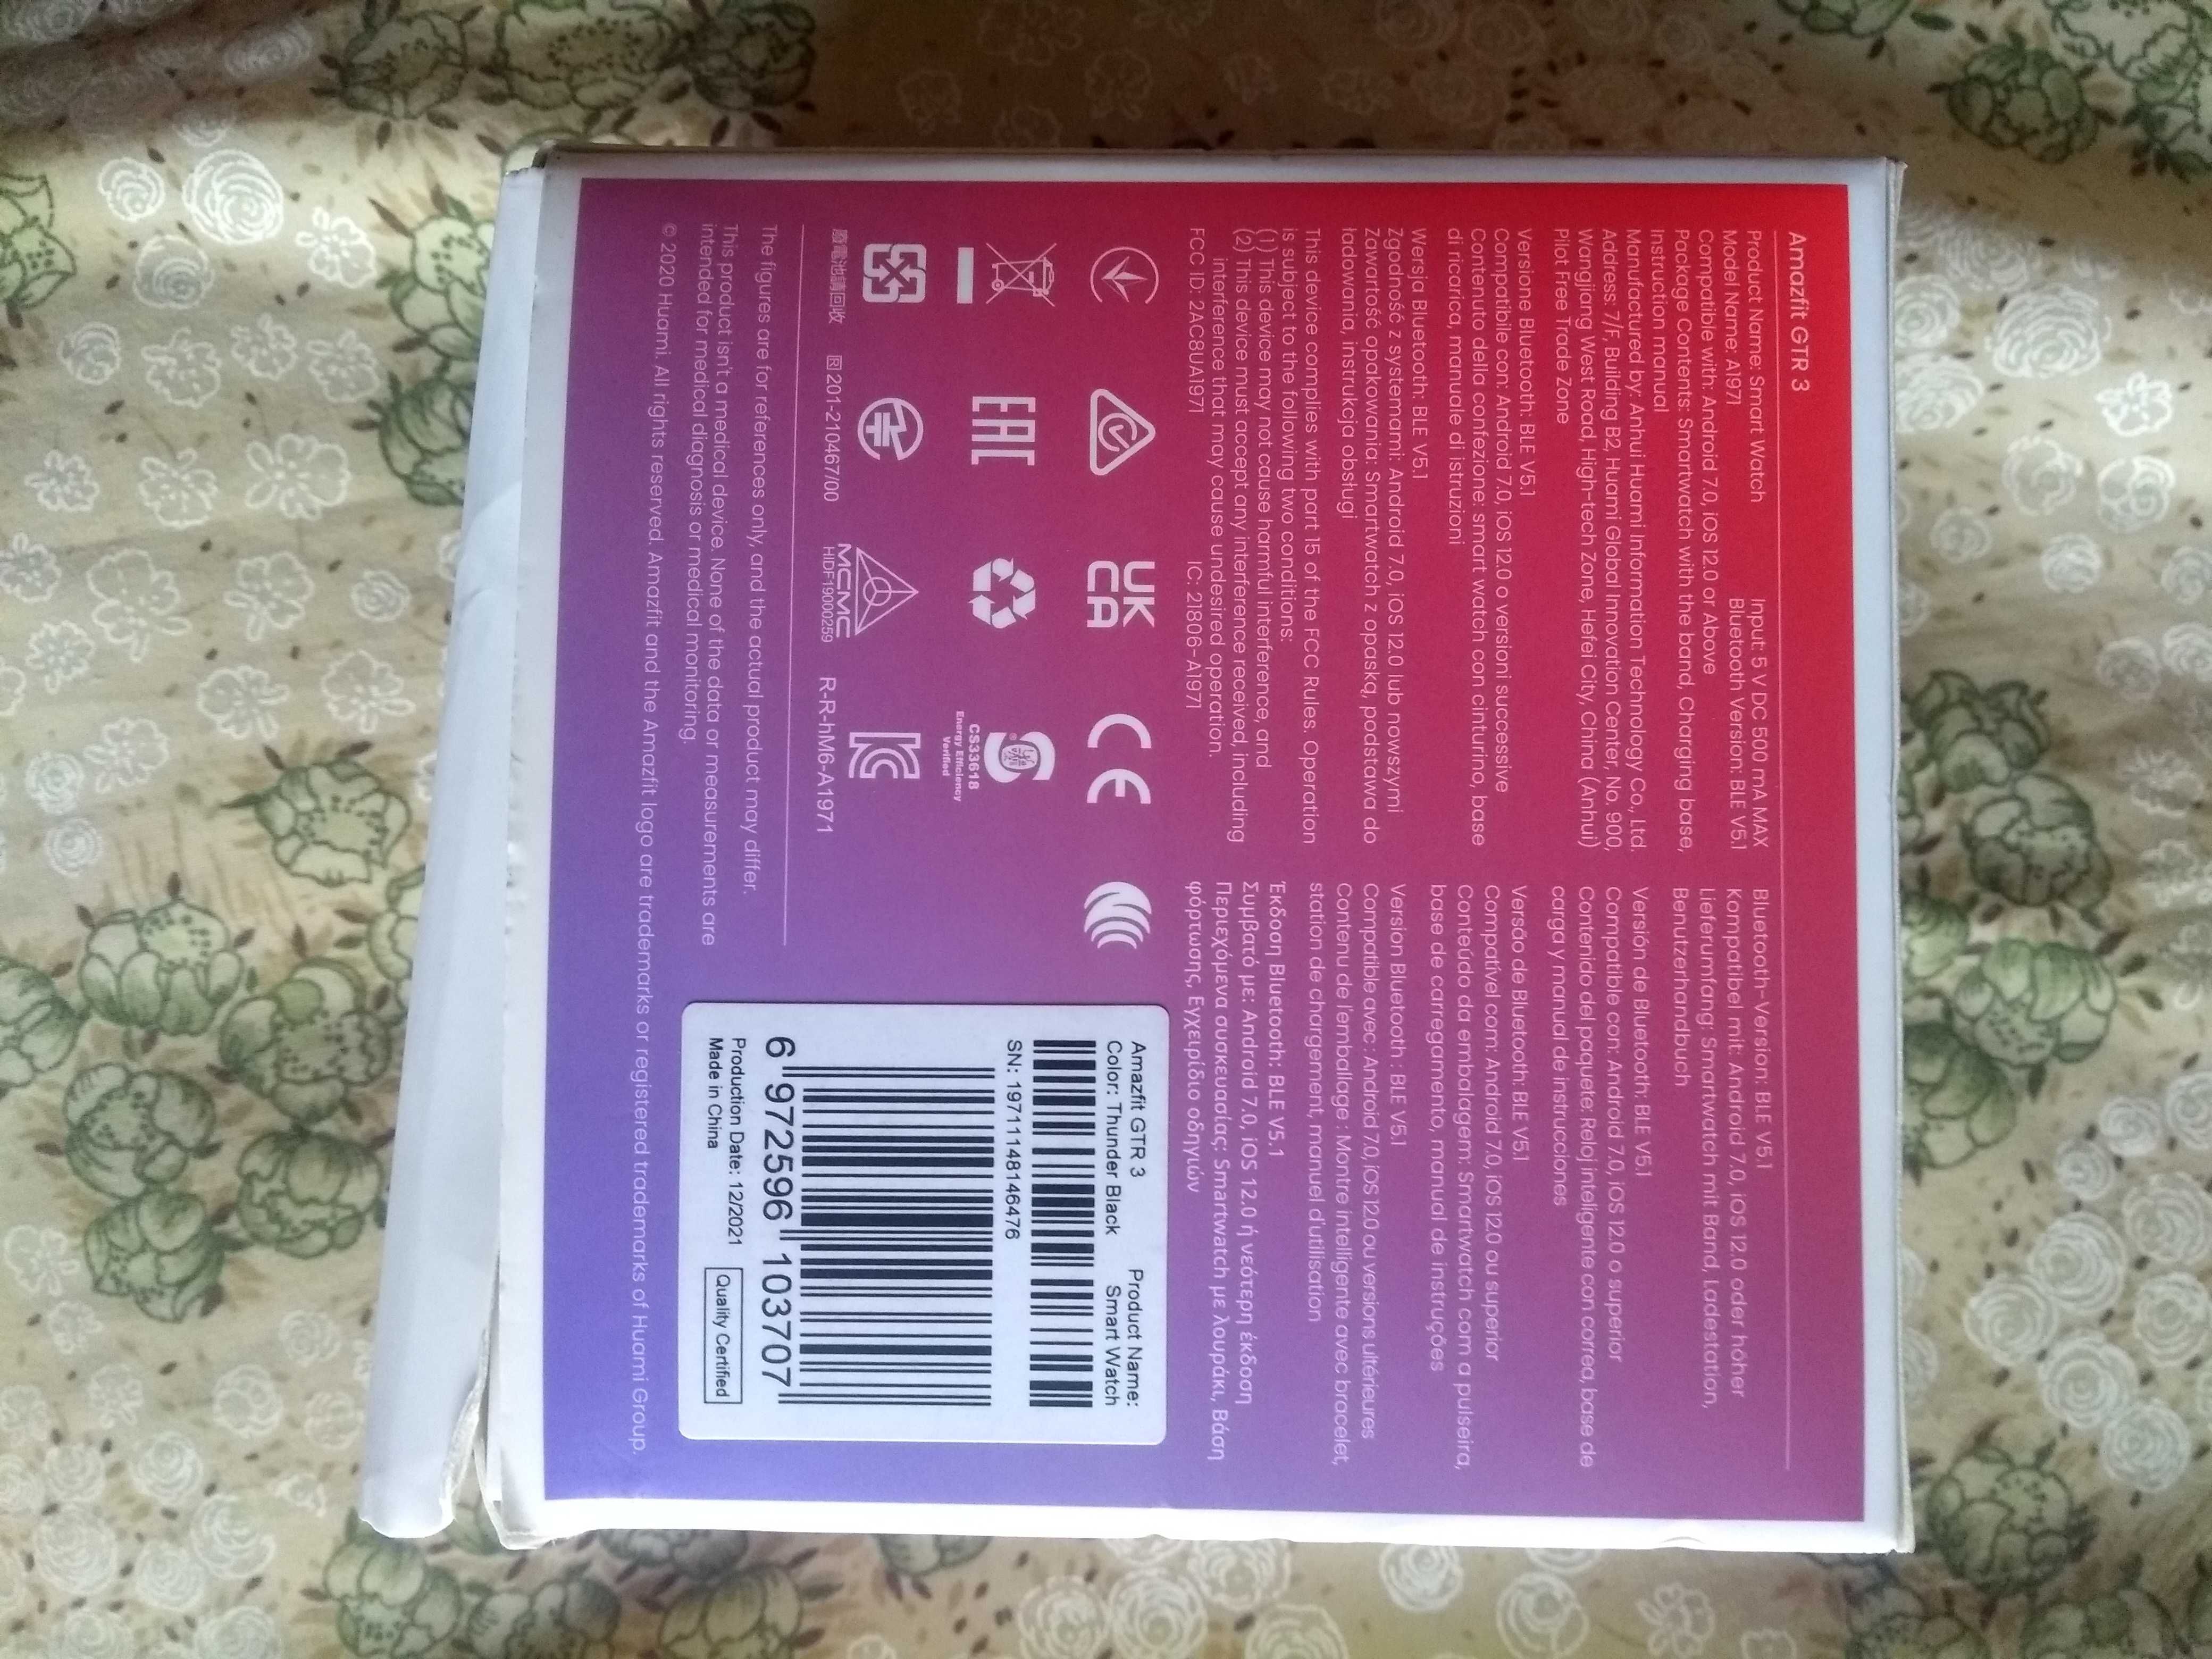 Amazfit GTR 3
Product Name: Smart Watch
Input: 5 V DC 500 mA MAX
Model Name: A1971
Bluetooth Version: BLE V5.1
Compatible with: Android 7.0, iOS 12.0 or Above
Package Contents: Smartwatch with the band, Charging base,
Instruction manual
Manufactured by: Anhui Huami Information Technology Co., Ltd.
Address: 7/F, Building B2, Huami Global Innovation Center, No. 900,
Wangjiang West Road, High-tech Zone, Hefei City, China (Anhui)
Pilot Free Trade Zone
Versione Bluetooth: BLE V5.1
Compatibile con: Android 7.0, iOS 12.0 o versioni successive
Contenuto della confezione: smart watch con cinturino, base
di ricarica, manuale di istruzioni
Wersja Bluetooth: BLE V5.1
Zgodność z systemami: Android 7.0, iOS 12.0 lub nowszymi
Zawartość opakowania: Smartwatch z opaską, podstawa do
ładowania, instrukcja obsługi
This device complies with part 15 of the FCC Rules. Operation
is subject to the following two conditions:
(1) This device may not cause harmful interference, and
(2) This device must accept any interference received, including
interference that may cause undesired operation.
FCC ID: 2AC8UA1971
IC: 21806-A1971
Bluetooth-Version: BLE V5.1
Kompatibel mit: Android 7.0, iOS 12.0 oder höher
Lieferumfang: Smartwatch mit Band, Ladestation,
Benutzerhandbuch
Versión de Bluetooth: BLE V5.1
Compatible con: Android 7.0, iOS 12.0 o superior
Contenido del paquete: Reloj inteligente con correa, base de
carga y manual de instrucciones
Versão de Bluetooth: BLE V5.1
Compatível com: Android 7.0, iOS 12.0 ou superior
Conteúdo da embalagem: Smartwatch com a pulseira,
base de carregamento, manual de instruções
Version Bluetooth : BLE V5.1
Compatible avec : Android 7.0, iOS 12.0 ou versions ultérieures
Contenu de l'emballage : Montre intelligente avec bracelet,
station de chargement, manuel d'utilisation
Έκδοση Bluetooth: BLE V5.1
Συμβατό με: Android 7.0, iOS 12.0 ή νεότερη έκδοση
Περιεχόμενα συσκευασίας: Smartwatch με λουράκι, Βάση
φόρτωσης, Εγχειρίδιο οδηγιών
UK
CA
CE
EAC
CS33618
Energy Efficiency
Verified
廢電池請回收
R 201-210467/00
MCMC
HIDF19000259
R-R-hM6-A1971
The figures are for references only, and the actual product may differ.
This product isn't a medical device. None of the data or measurements are
intended for medical diagnosis or medical monitoring.
© 2020 Huami. All rights reserved. Amazfit and the Amazfit logo are trademarks or registered trademarks of Huami Group.
Amazfit GTR 3
Product Name:
Color: Thunder Black
Smart Watch
SN: 19711148146476
6 972596 103707
Production Date: 12/2021
Made in China
Quality Certified